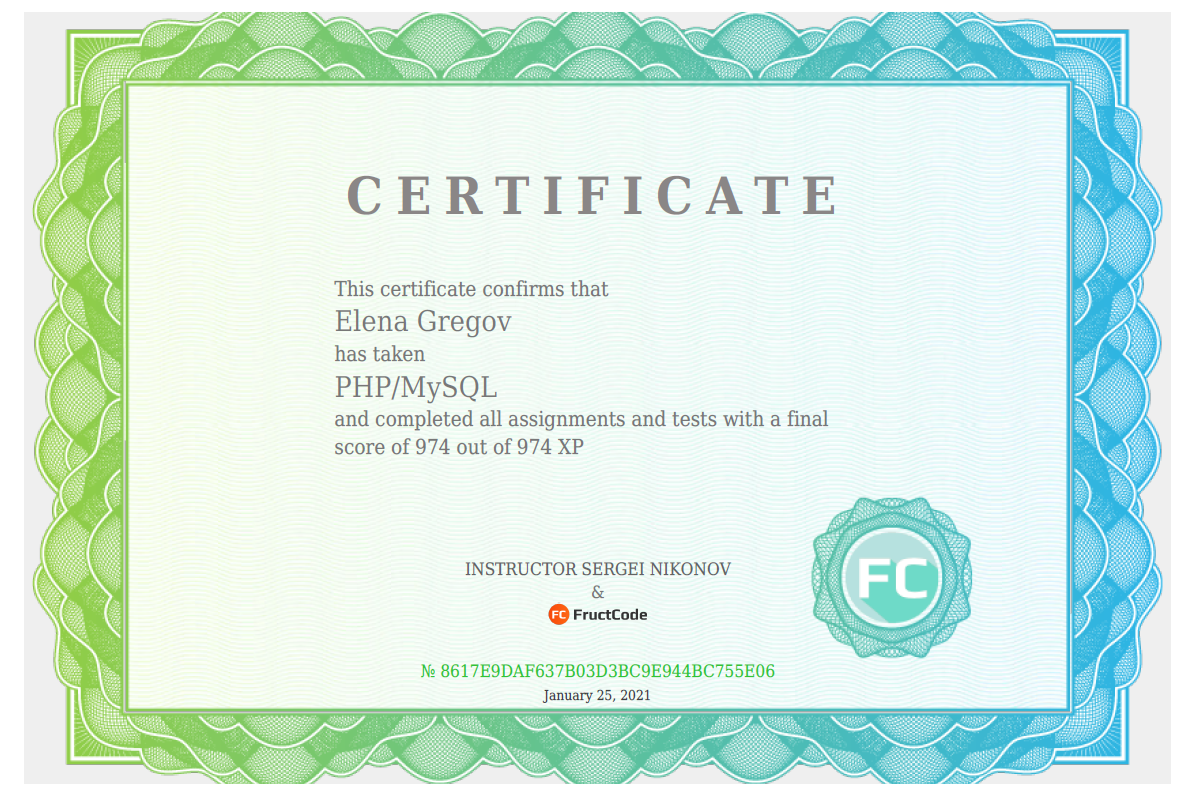 CERTIFICATE
This certificate confirms that
Elena Gregov
has taken
PHP/MySQL
and completed all assignments and tests with a final
score of 974 out of 974 XP
INSTRUCTOR SERGEI NIKONOV
&
FC FructCode
FC
№ 8617E9DAF637B03D3BC9E944BC755E06
January 25, 2021